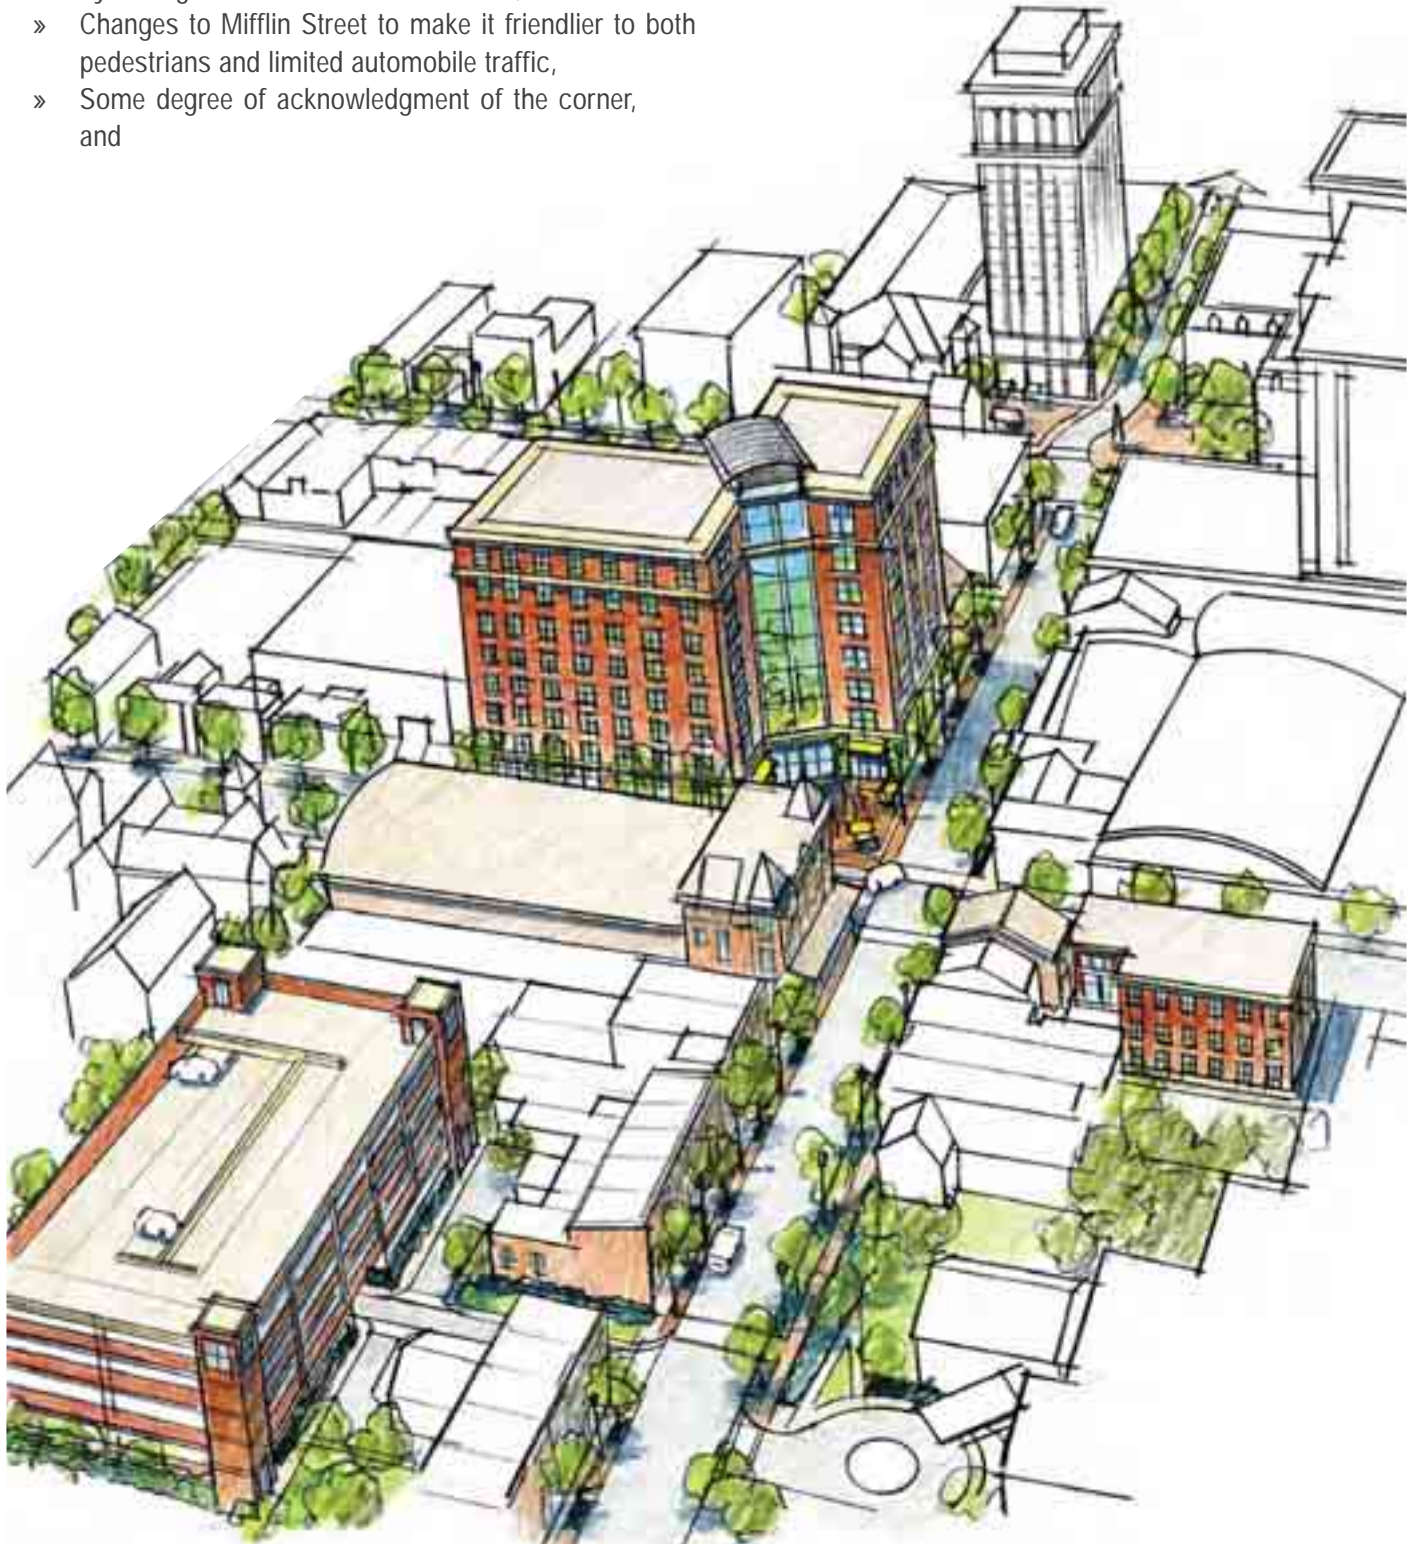 » Changes to Mifflin Street to make it friendlier to both
pedestrians and limited automobile traffic,
» Some degree of acknowledgment of the corner,
and